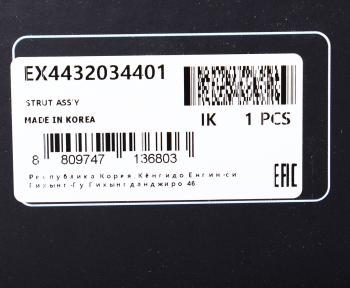 EX4432034401
STRUT ASS'Y
MADE IN KOREA
IK 1 PCS
8 809747 136803
Республика Корея, Кёнгидо Енгин-си
Гихынг-Гу Гихынгданджиро 46
EAC